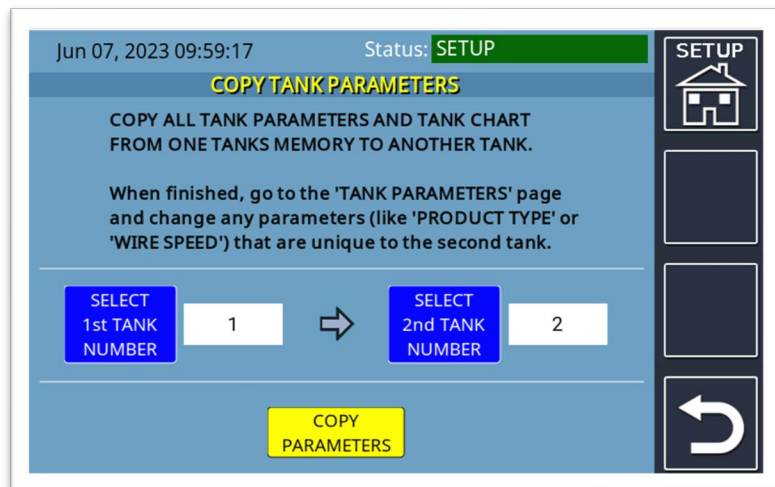 Jun 07, 2023 09:59:17 Status: SETUP
SETUP
COPY TANK PARAMETERS
COPY ALL TANK PARAMETERS AND TANK CHART
FROM ONE TANKS MEMORY TO ANOTHER TANK.
When finished, go to the 'TANK PARAMETERS' page
and change any parameters (like 'PRODUCT TYPE' or
'WIRE SPEED') that are unique to the second tank.
SELECT
1st TANK
NUMBER
1
SELECT
2nd TANK
NUMBER
2
COPY
PARAMETERS